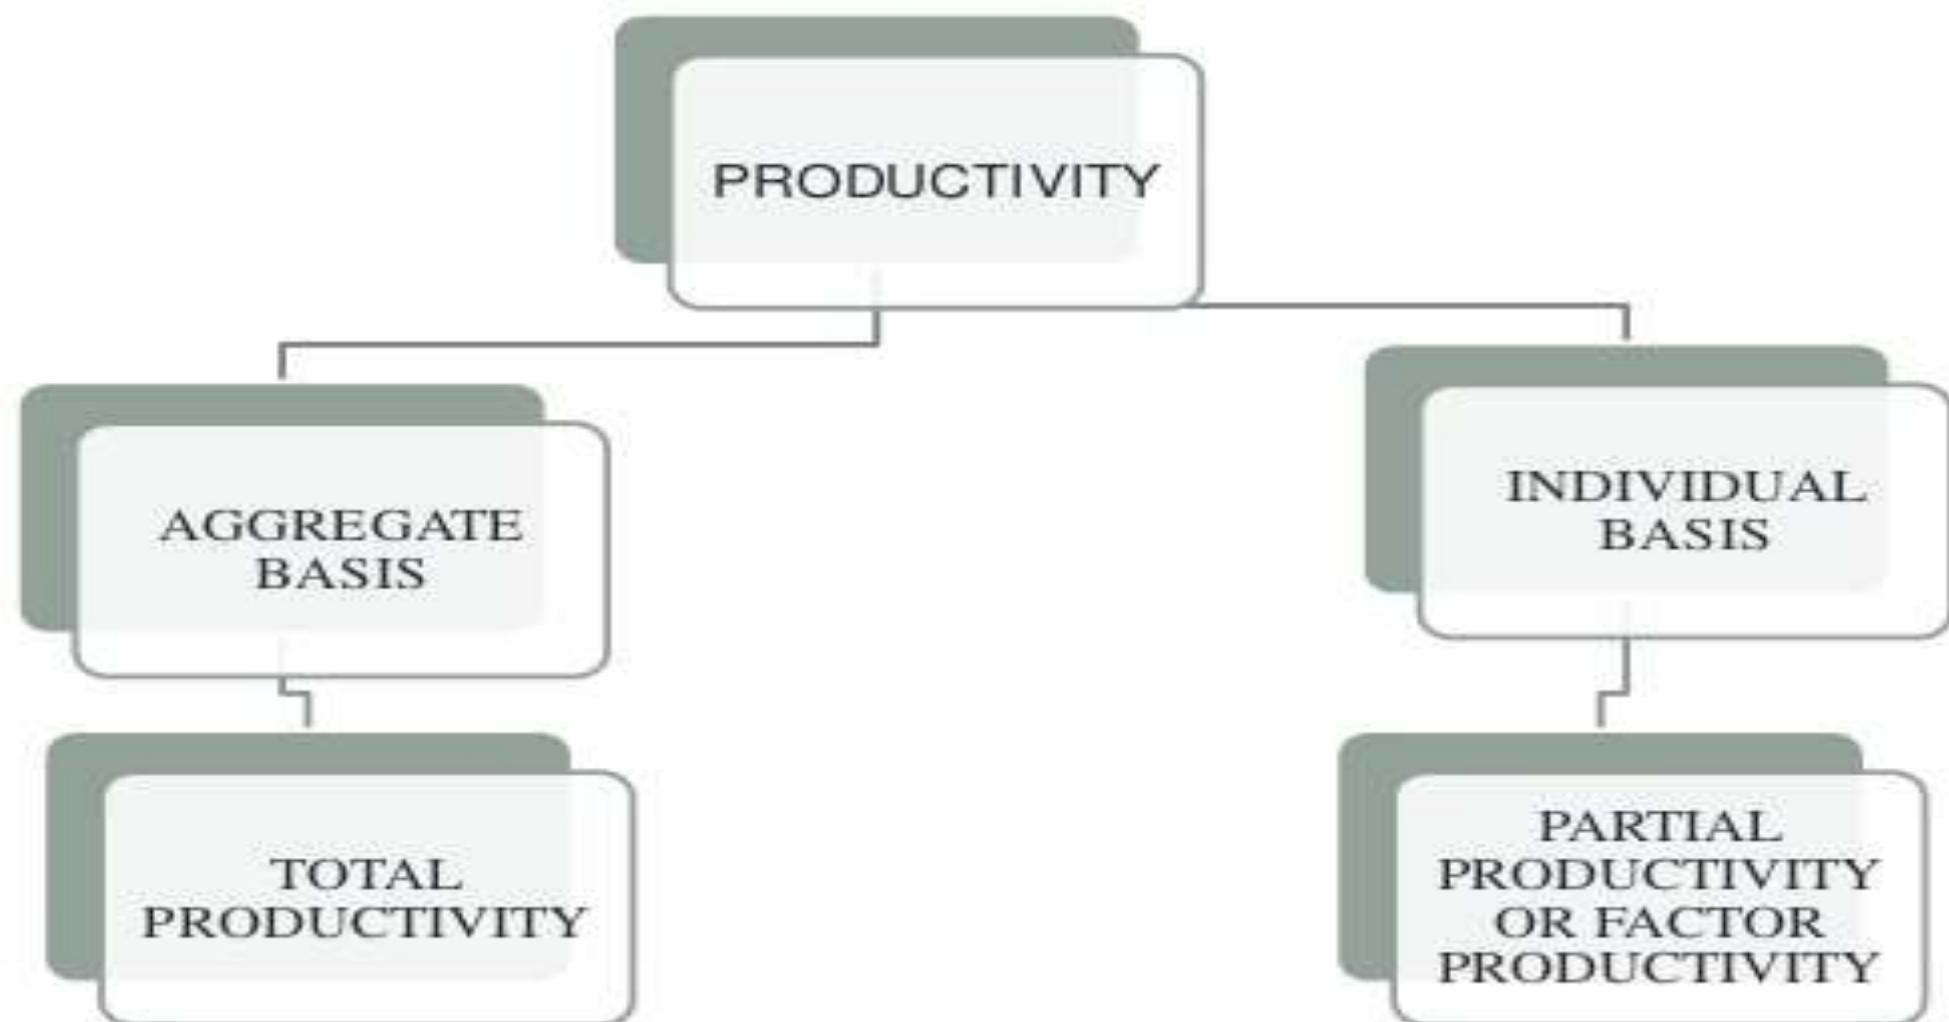 PRODUCTIVITY
AGGREGATE
BASIS
INDIVIDUAL
BASIS
TOTAL
PRODUCTIVITY
PARTIAL
PRODUCTIVITY
OR FACTOR
PRODUCTIVITY